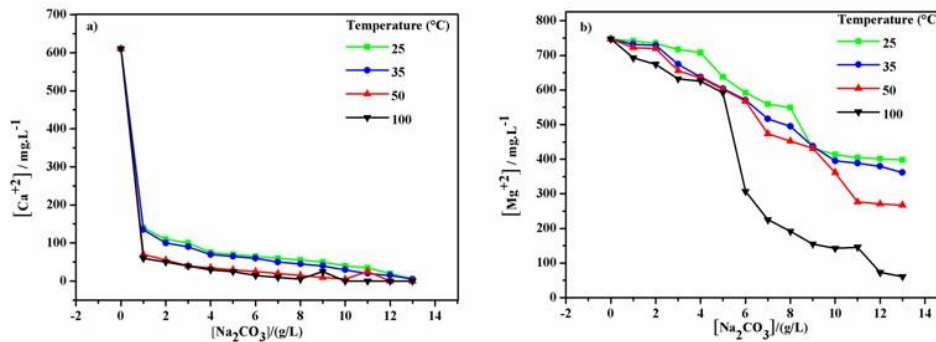 a)
Temperature (°C)
25
35
50
100
[Ca⁺²] / mg.L⁻¹
700
600
500
400
300
200
100
0
-2 0 2 4 6 8 10 12 14
[Na₂CO₃]/(g/L)
b)
Temperature (°C)
25
35
50
100
[Mg⁺²] / mg.L⁻¹
800
700
600
500
400
300
200
100
0
-2 0 2 4 6 8 10 12 14
[Na₂CO₃]/(g/L)